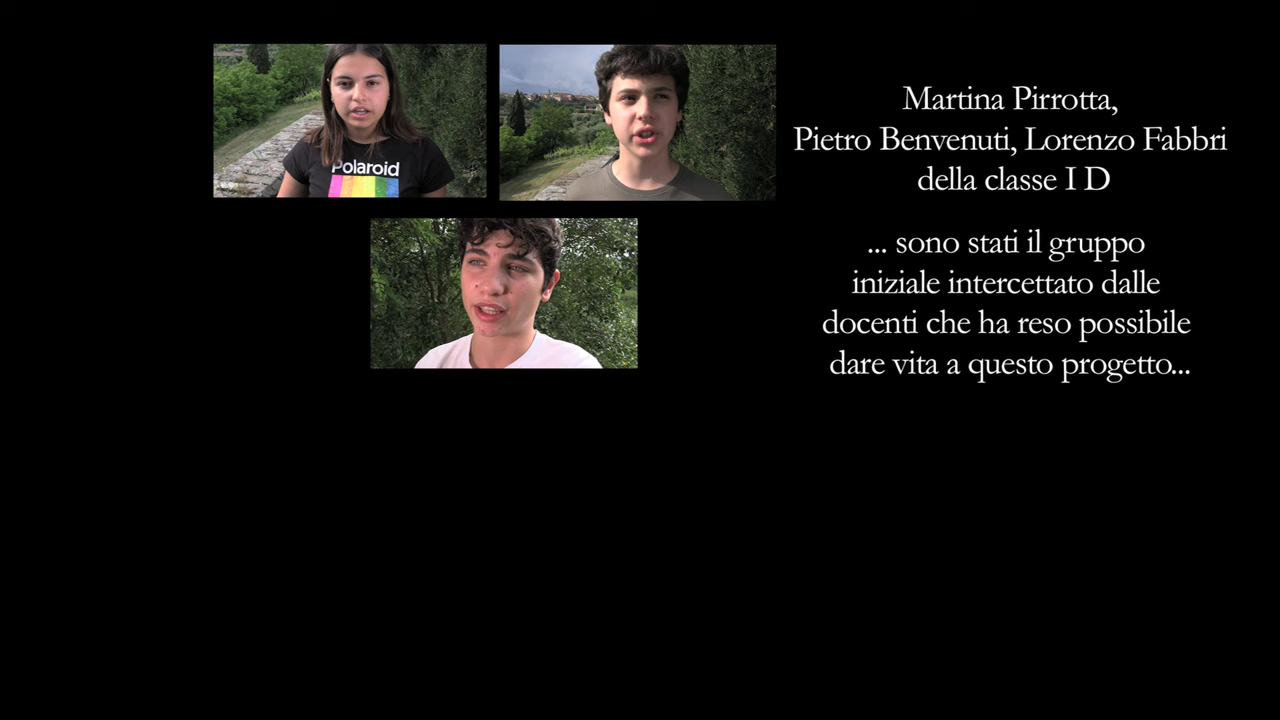 Polaroid
Martina Pirrotta,
Pietro Benvenuti, Lorenzo Fabbri
della classe I D
... sono stati il gruppo
iniziale intercettato dalle
docenti che ha reso possibile
dare vita a questo progetto...